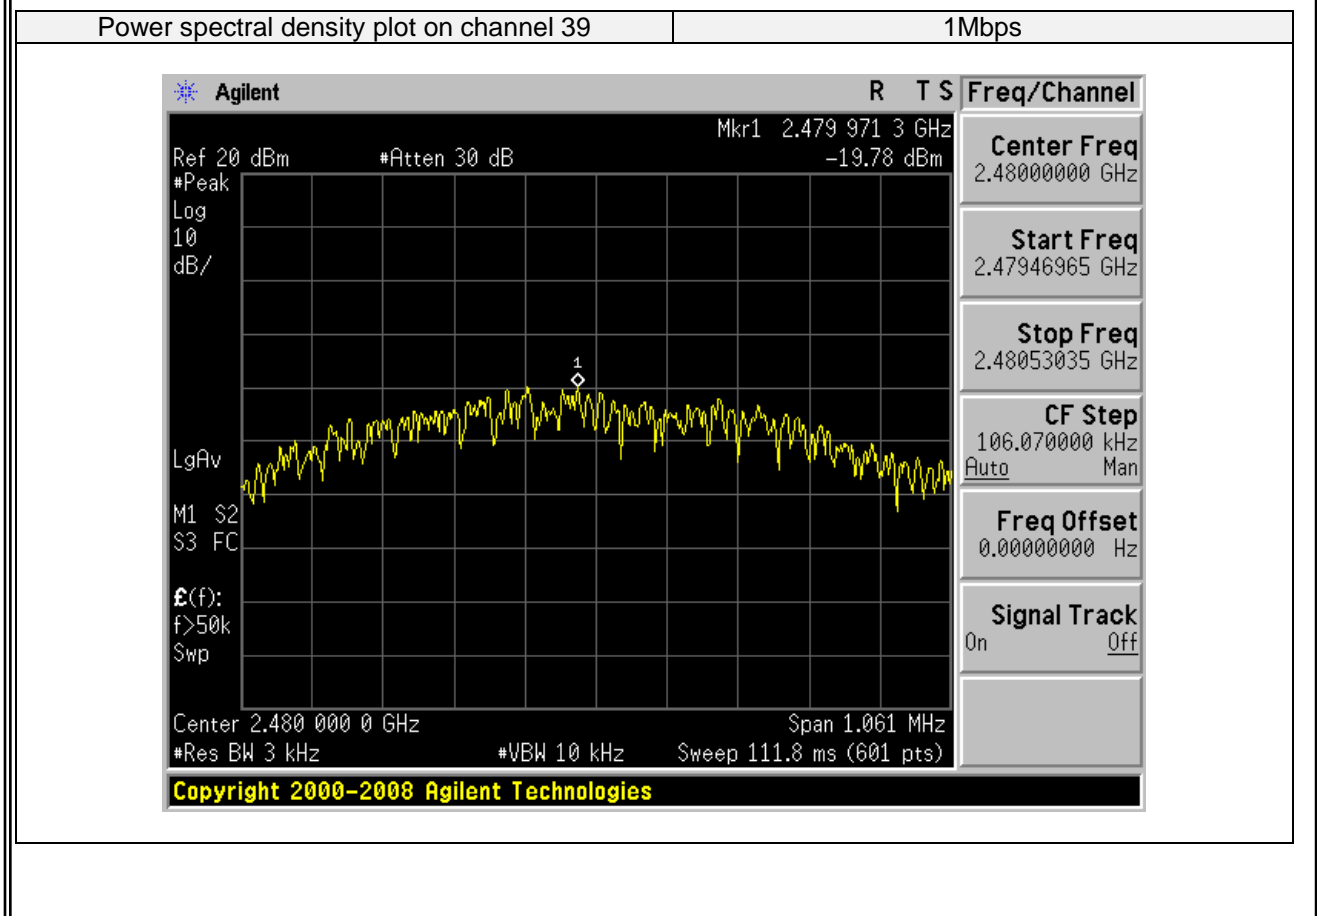 Power spectral density plot on channel 39 1Mbps
Agilent R T S Freq/Channel
Mkr1 2.479 971 3 GHz
Ref 20 dBm #Atten 30 dB -19.78 dBm
#Peak
Log
10
dB/
1
LgAv
M1 S2
S3 FC
£(f):
f>50k
Swp
Center 2.480 000 0 GHz Span 1.061 MHz
#Res BW 3 kHz #VBW 10 kHz Sweep 111.8 ms (601 pts)
Center Freq
2.48000000 GHz
Start Freq
2.47946965 GHz
Stop Freq
2.48053035 GHz
CF Step
106.070000 kHz
Auto Man
Freq Offset
0.00000000 Hz
Signal Track
On Off
Copyright 2000-2008 Agilent Technologies